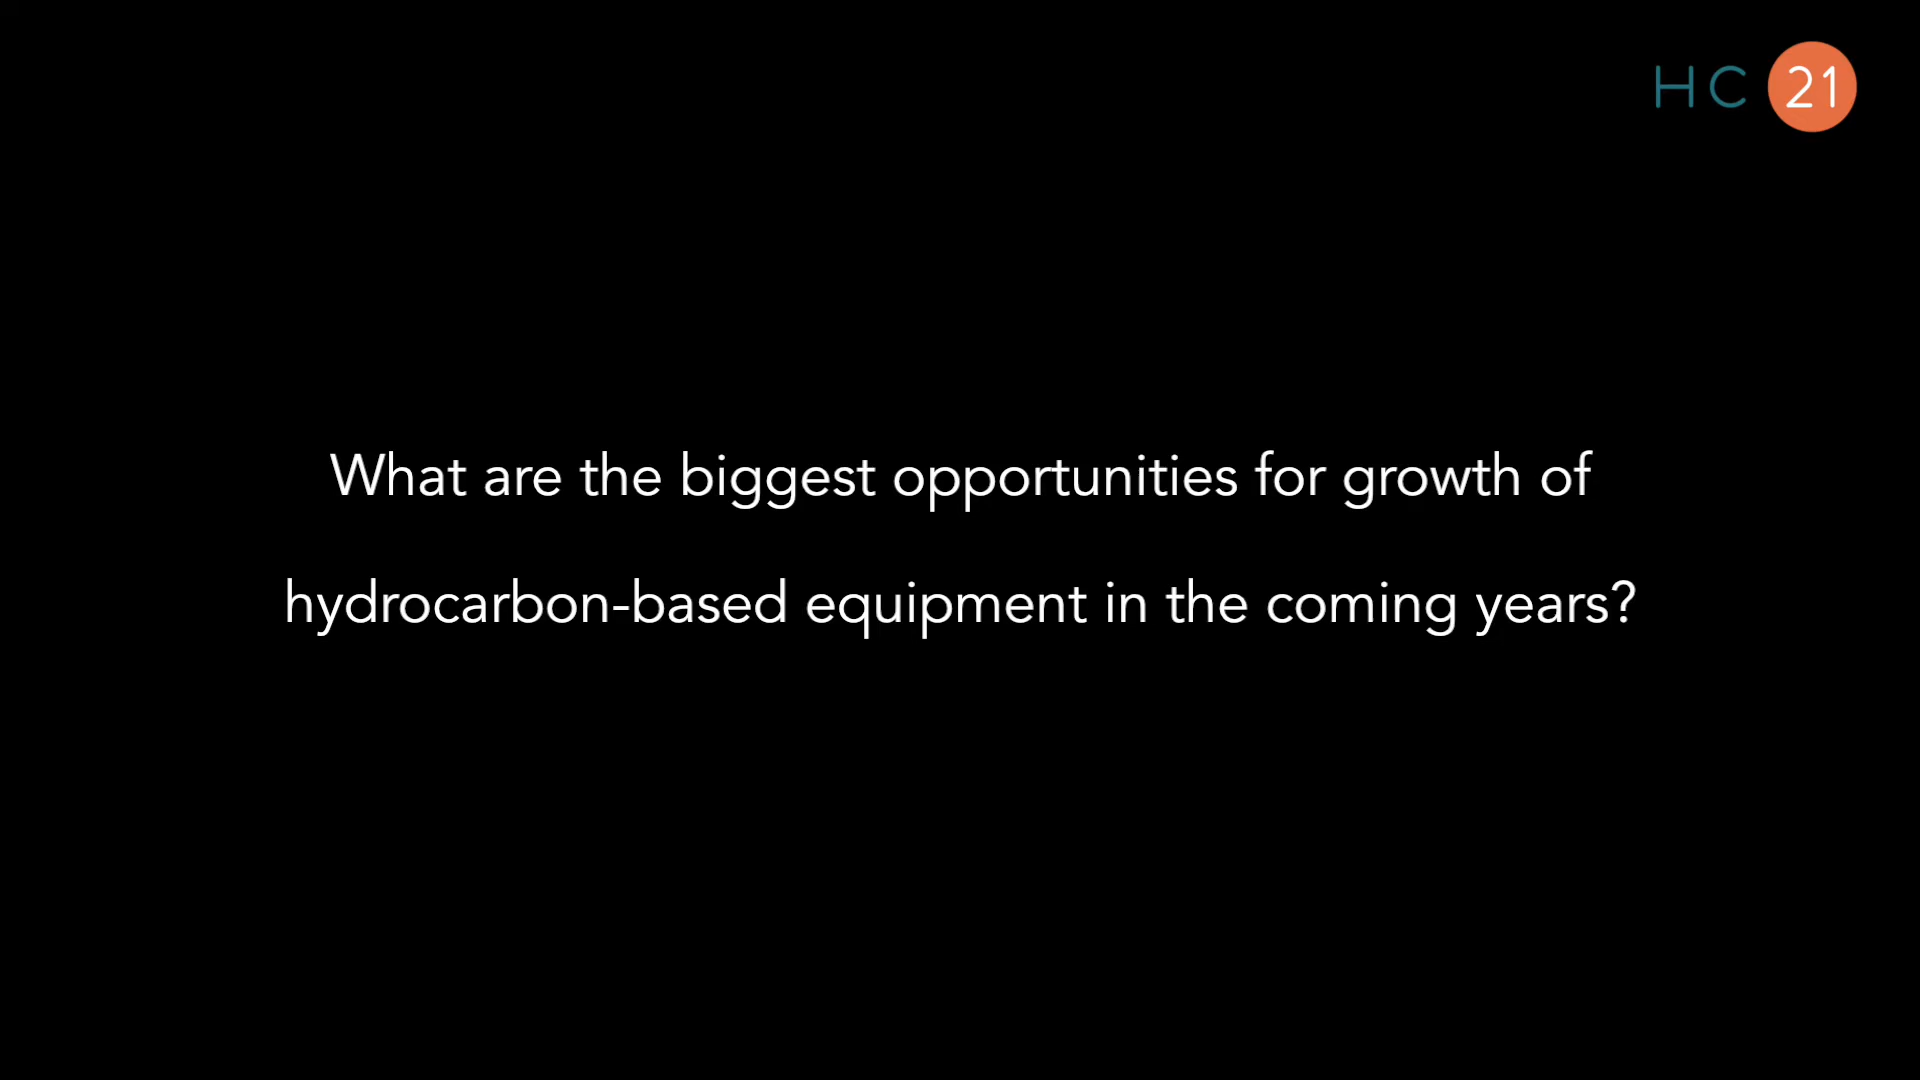 HC 21
What are the biggest opportunities for growth of
hydrocarbon-based equipment in the coming years?